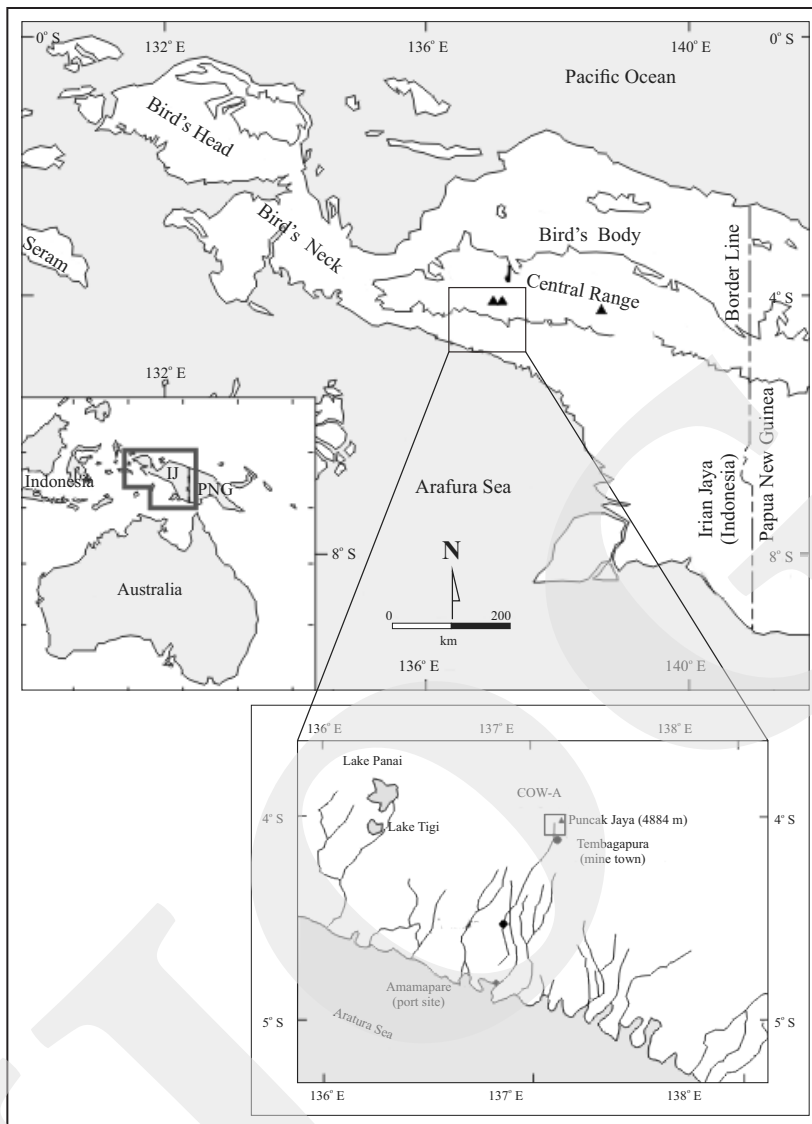 0° S
132° E
136° E
140° E
0° S
Pacific Ocean
Bird's Head
Bird's Neck
Seram
Bird's Body
Central Range
Border Line
4° S
132° E
Indonesia
IJ
PNG
Australia
Arafura Sea
Irian Jaya
(Indonesia)
Papua New Guinea
8° S
8° S
N
0
200
km
136° E
140° E
136° E
137° E
138° E
Lake Panai
COW-A
4° S
Puncak Jaya (4884 m)
4° S
Lake Tigi
Tembagapura
(mine town)
Amamapare
(port site)
Aratura Sea
5° S
5° S
136° E
137° E
138° E